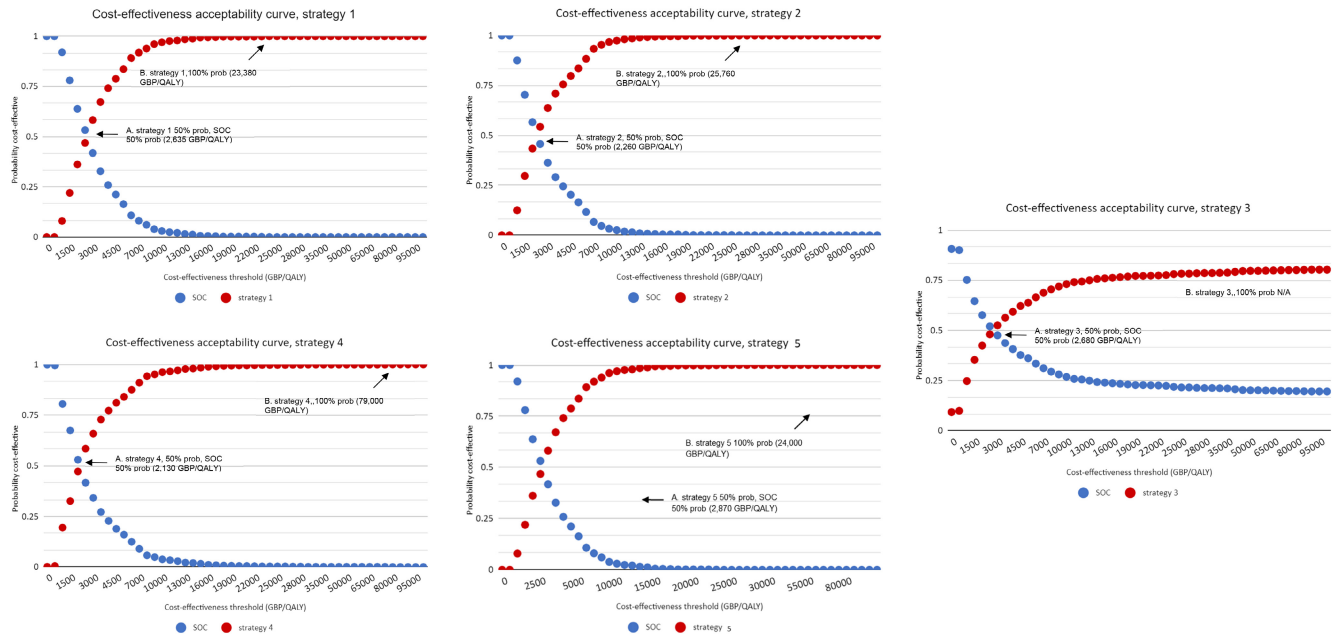 Cost-effectiveness acceptability curve, strategy 1
Probability cost-effective
1
0.75
0.5
0.25
0
B. strategy 1,100% prob (23,380
GBP/QALY)
A. strategy 1 50% prob, SOC
50% prob (2,635 GBP/QALY)
0 1500 3000 4500 7000 10000 13000 16000 19000 22000 25000 28000 35000 50000 65000 80000 95000
Cost-effectiveness threshold (GBP/QALY)
SOC strategy 1
Cost-effectiveness acceptability curve, strategy 2
Probability cost-effective
1
0.75
0.5
0.25
0
B. strategy 2,,100% prob (25,760
GBP/QALY)
A. strategy 2, 50% prob, SOC
50% prob (2,260 GBP/QALY)
0 1500 3000 4500 7000 10000 13000 16000 19000 22000 25000 28000 35000 50000 65000 80000 95000
Cost-effectiveness threshold (GBP/QALY)
SOC strategy 2
Cost-effectiveness acceptability curve, strategy 3
Probability cost-effective
1
0.75
0.5
0.25
0
B. strategy 3,,100% prob N/A
A. strategy 3, 50% prob, SOC
50% prob (2,680 GBP/QALY)
0 1500 3000 4500 7000 10000 13000 16000 19000 22000 25000 28000 35000 50000 65000 80000 95000
Cost-effectiveness threshold (GBP/QALY)
SOC strategy 3
Cost-effectiveness acceptability curve, strategy 4
Probability cost-effective
1
0.75
0.5
0.25
0
B. strategy 4,,100% prob (79,000
GBP/QALY)
A. strategy 4, 50% prob, SOC
50% prob (2,130 GBP/QALY)
0 1500 3000 4500 7000 10000 13000 16000 19000 22000 25000 28000 35000 50000 65000 80000 95000
Cost-effectiveness threshold (GBP/QALY)
SOC strategy 4
Cost-effectiveness acceptability curve, strategy 5
Probability cost-effective
1
0.75
0.5
0.25
0
B. strategy 5 100% prob (24,000
GBP/QALY)
A. strategy 5 50% prob, SOC
50% prob (2,870 GBP/QALY)
0 2500 5000 10000 15000 20000 25000 30000 55000 80000
Cost-effectiveness threshold (GBP/QALY)
SOC strategy 5